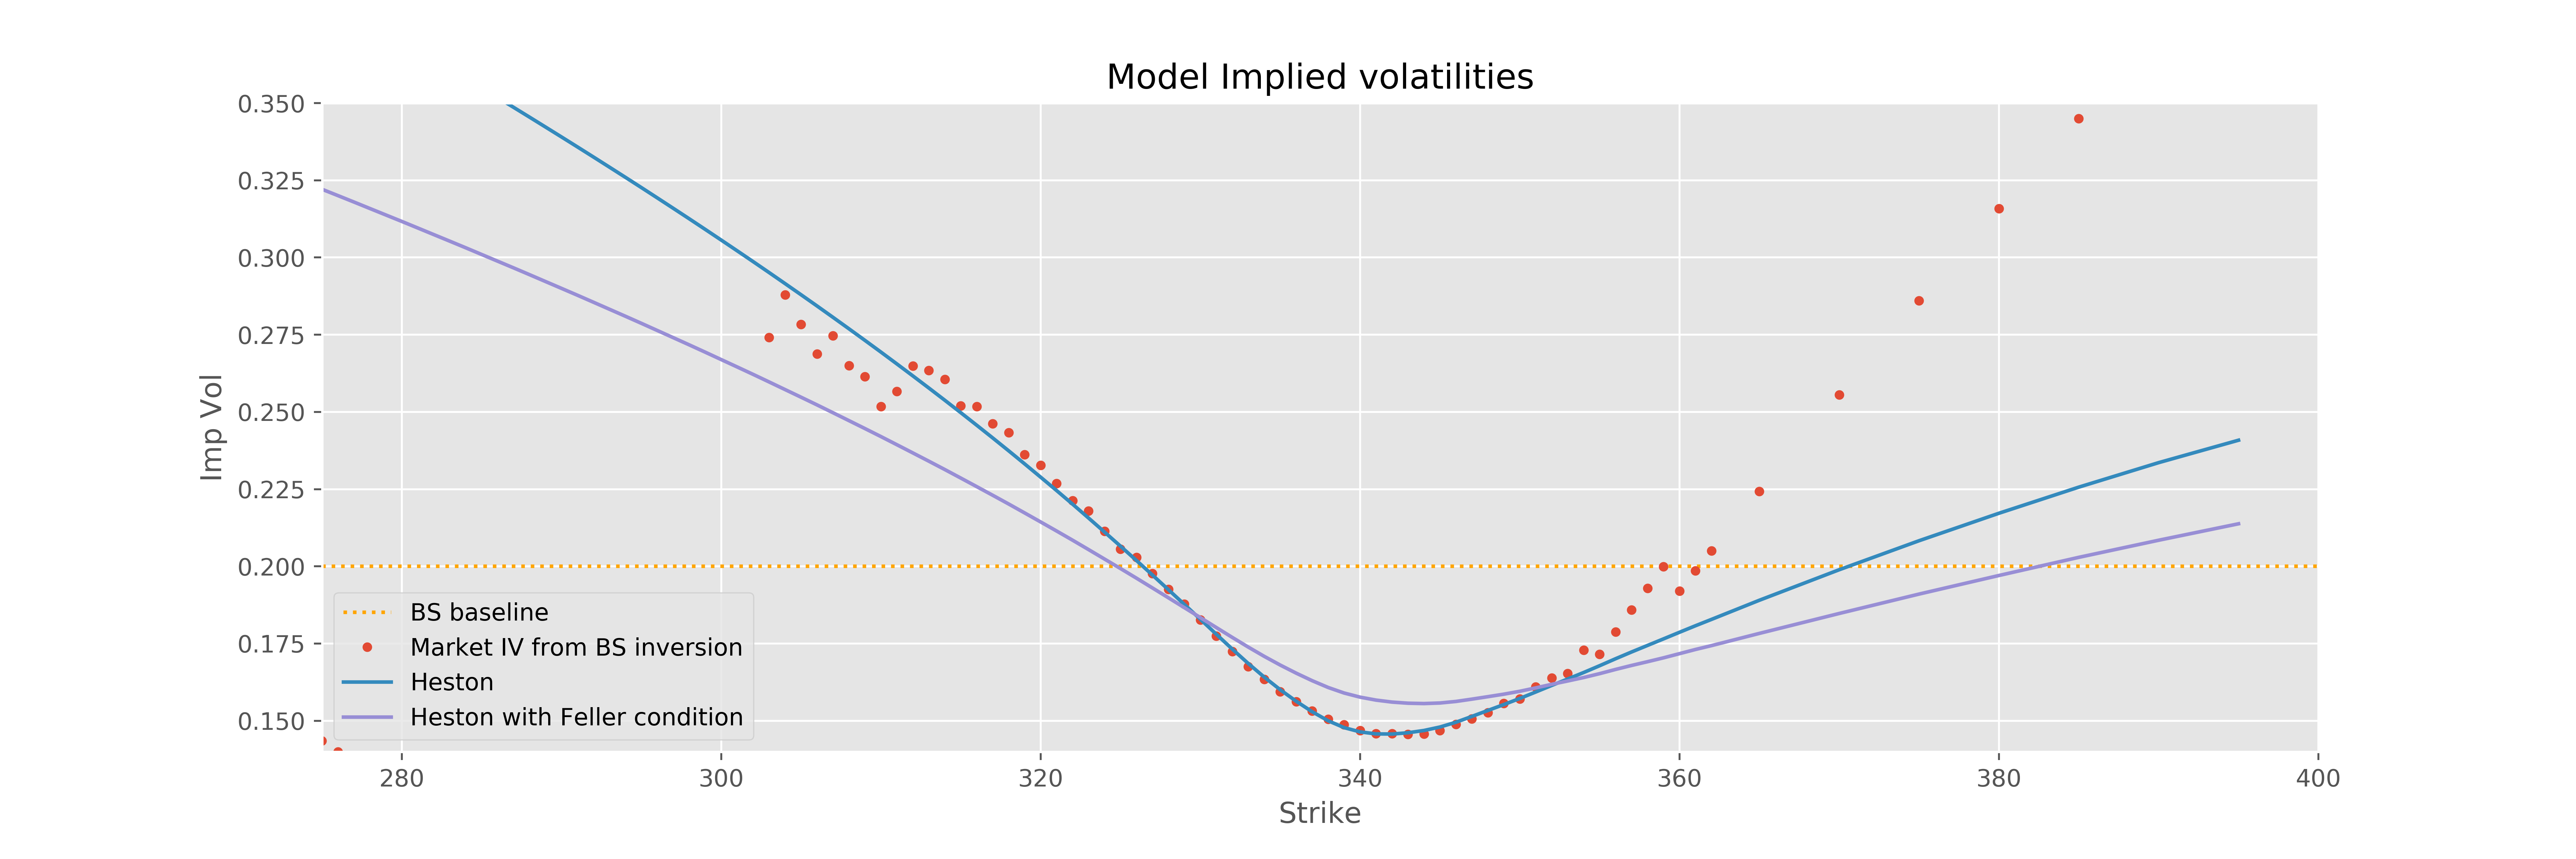 Model Implied volatilities
0.350
0.325
0.300
0.275
0.250
0.225
0.200
0.175
0.150
Imp Vol
BS baseline
Market IV from BS inversion
Heston
Heston with Feller condition
280 300 320 340 360 380 400
Strike